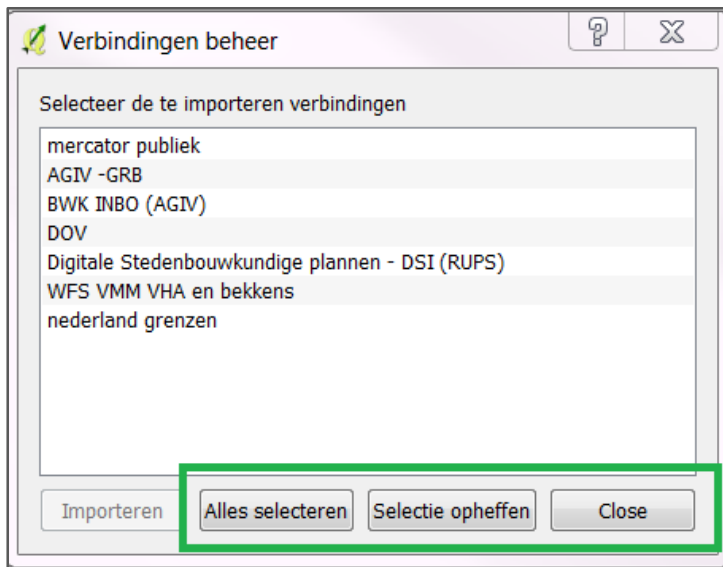 Verbindingen beheer
Selecteer de te importeren verbindingen
mercator publiek
AGIV -GRB
BWK INBO (AGIV)
DOV
Digitale Stedenbouwkundige plannen - DSI (RUPS)
WFS VMM VHA en bekkens
nederland grenzen
Importeren Alles selecteren Selectie opheffen Close